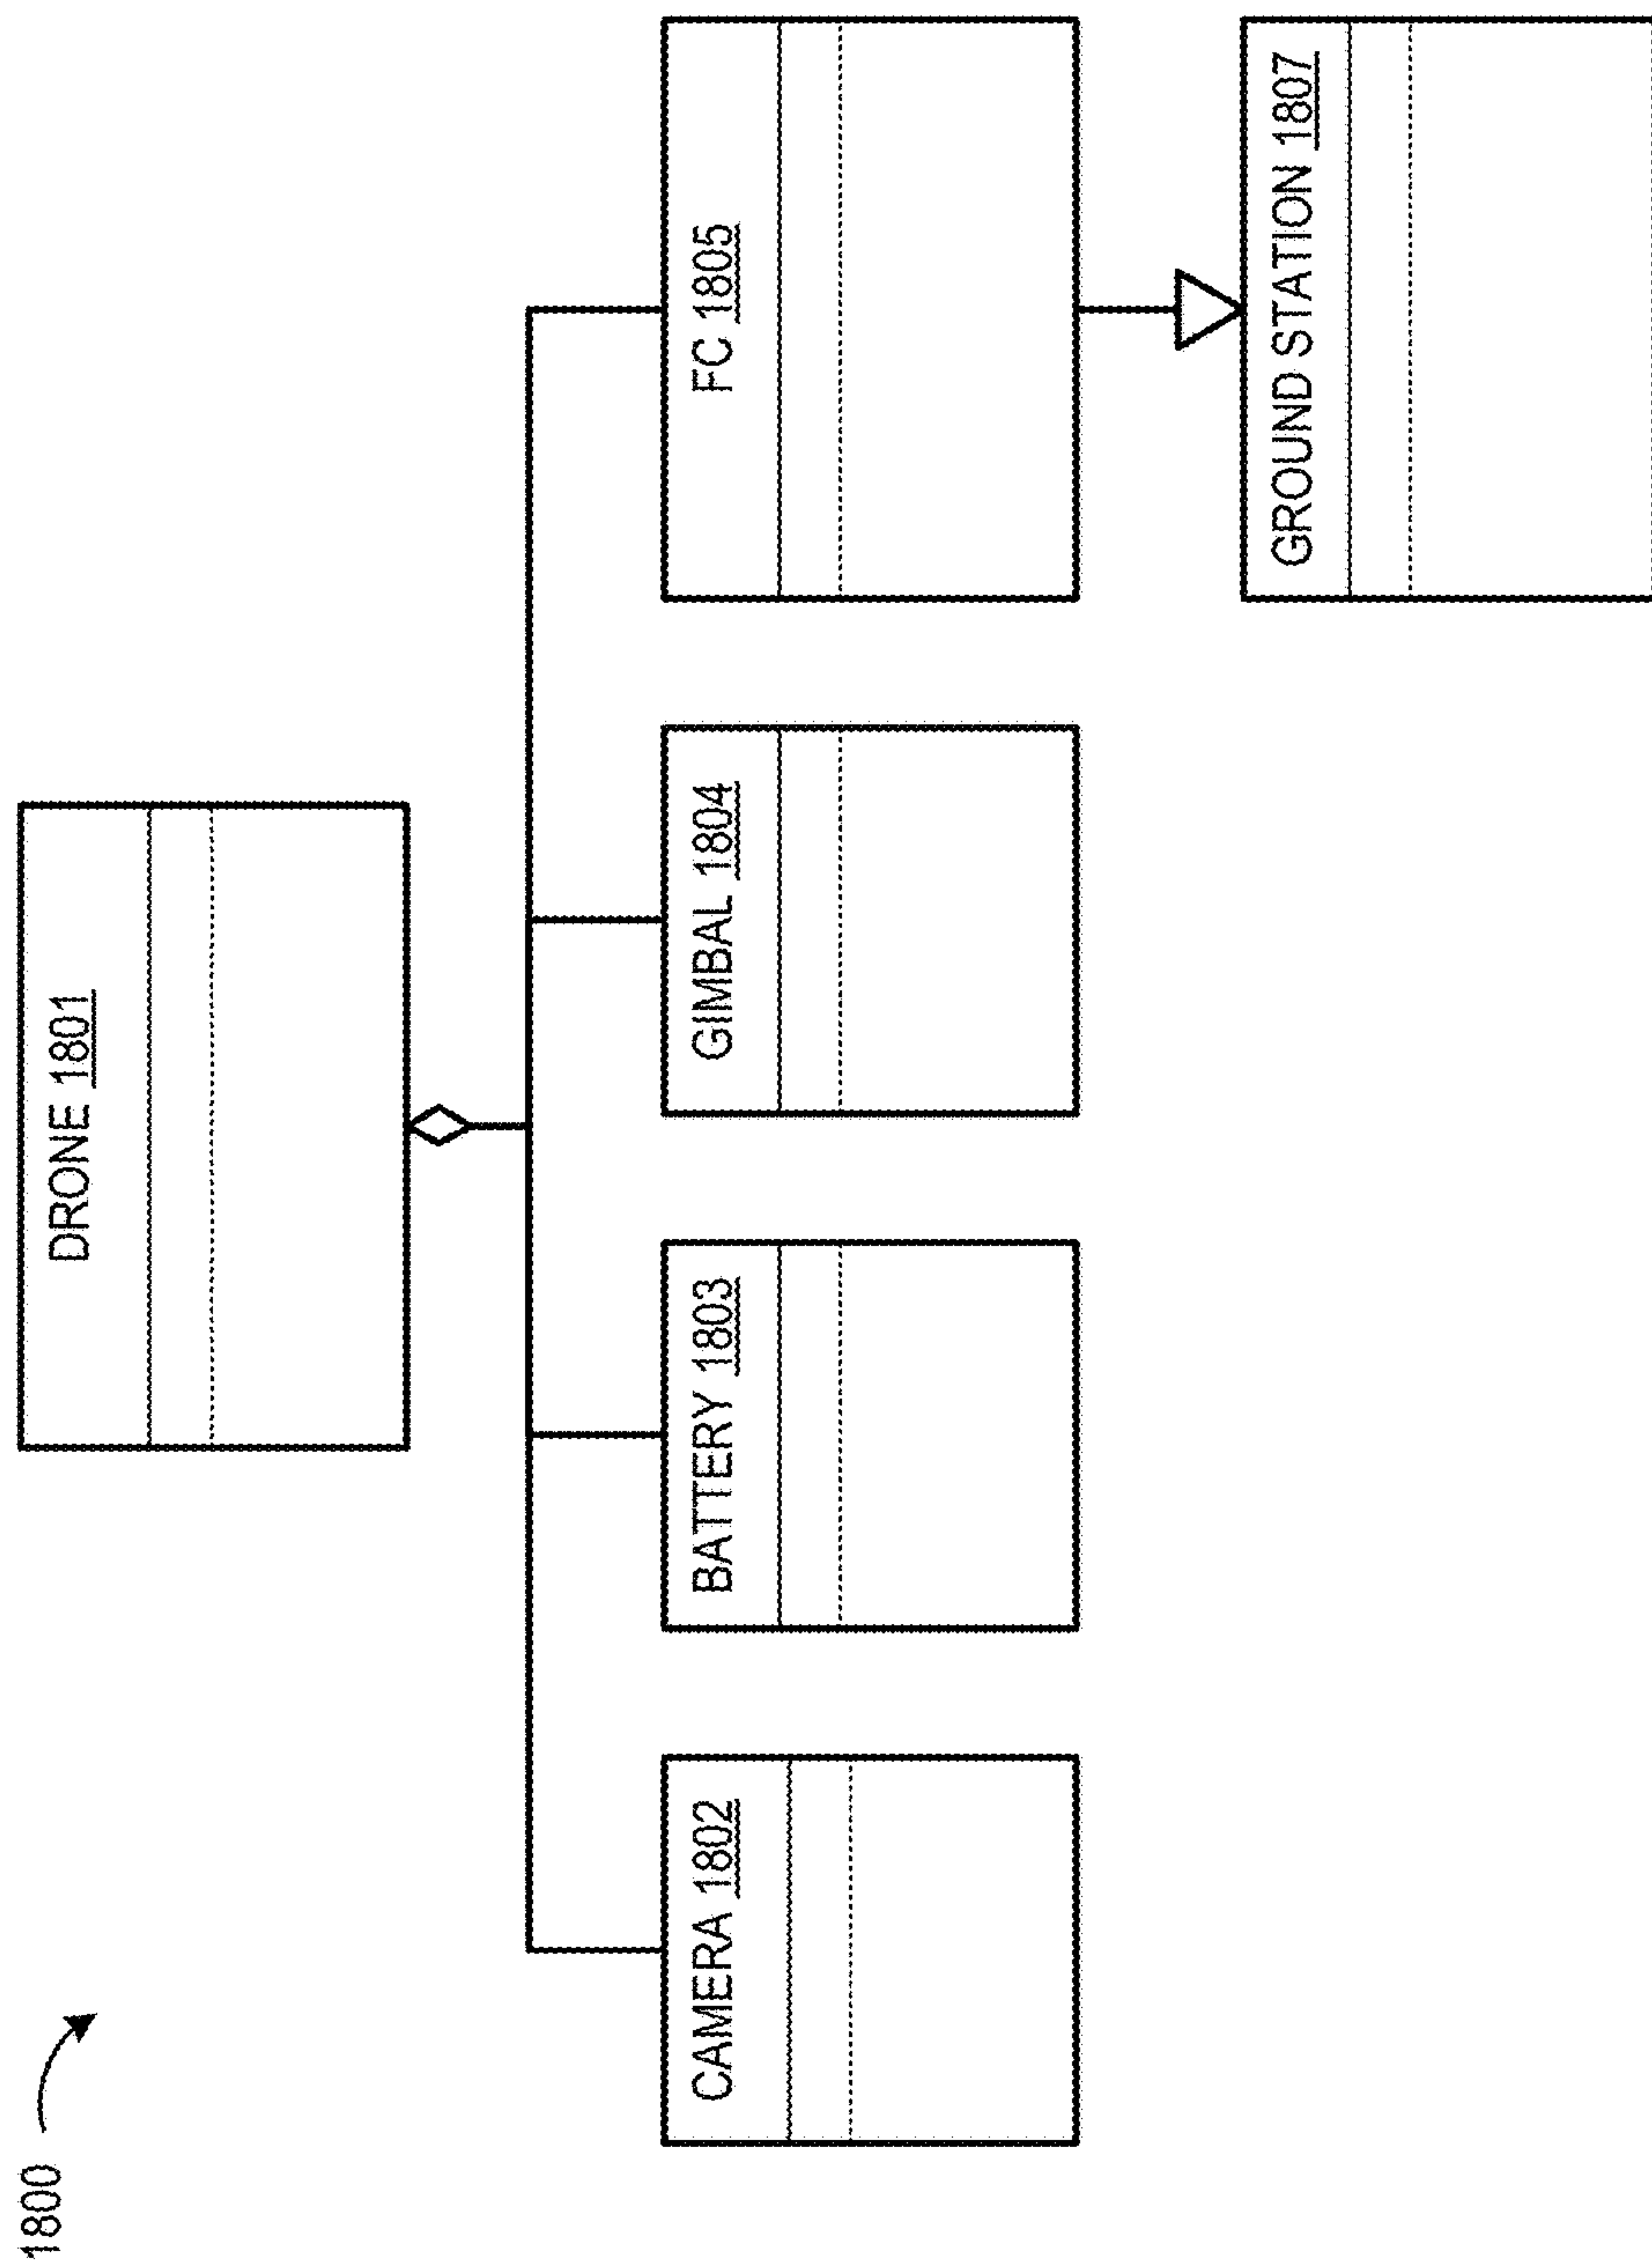 1800
DRONE 1801
CAMERA 1802
BATTERY 1803
GIMBAL 1804
FC 1805
GROUND STATION 1807